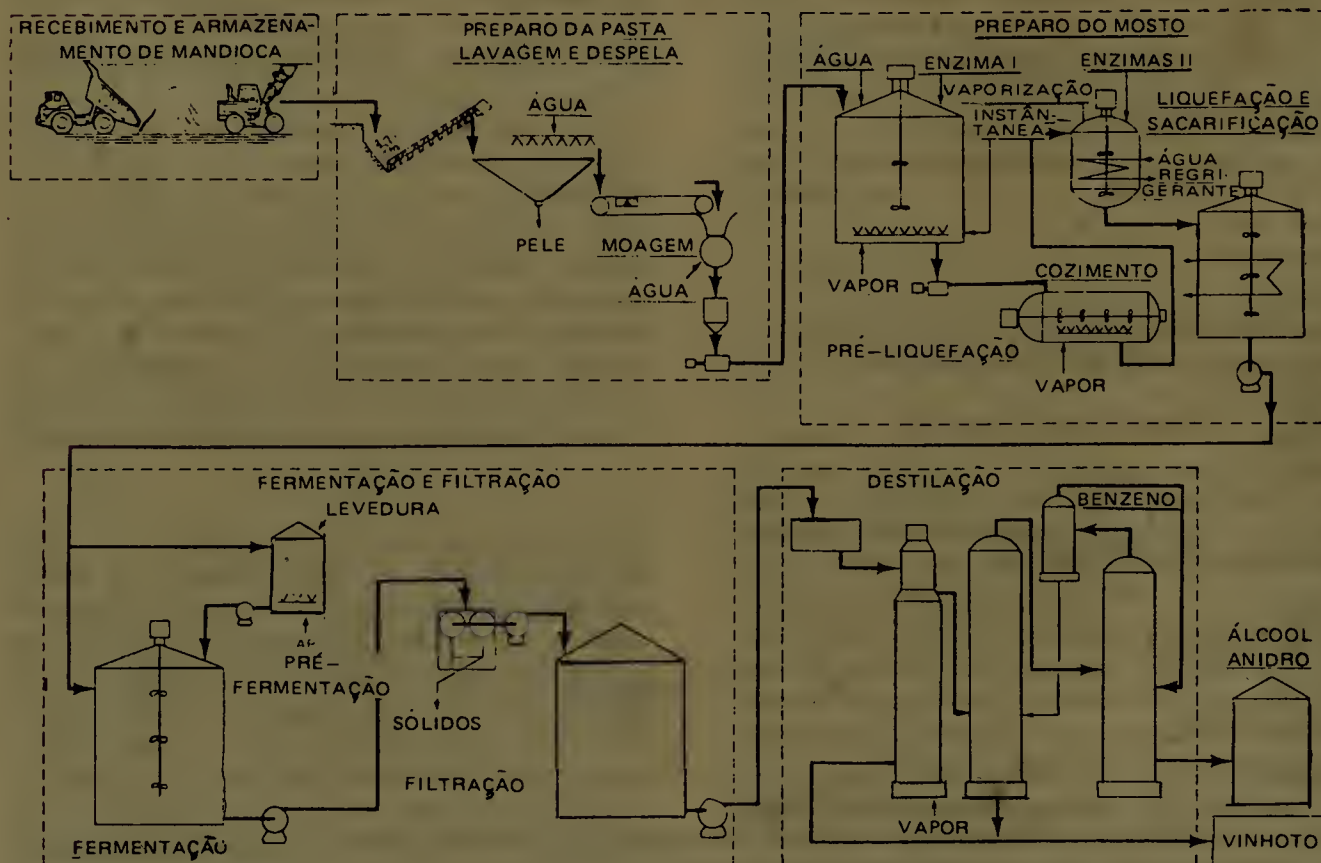 RECEBIMENTO E ARMAZENA-
MENTO DE MANDIOCA
PREPARO DA PASTA
LAVAGEM E DESPELA
ÁGUA
PELE
MOAGEM
ÁGUA
PREPARO DO MOSTO
ÁGUA
ENZIMA I
ENZIMAS II
VAPORIZAÇÃO
INSTÂN-
TANEA
LIQUEFAÇÃO E
SACARIFICAÇÃO
ÁGUA
REGRI-
GERANTE
VAPOR
COZIMENTO
PRÉ-LIQUEFAÇÃO
VAPOR
FERMENTAÇÃO E FILTRAÇÃO
LEVEDURA
PRÉ-
FERMENTAÇÃO
SÓLIDOS
FILTRAÇÃO
FERMENTAÇÃO
DESTILAÇÃO
BENZENO
VAPOR
ÁLCOOL
ANIDRO
VINHOTO